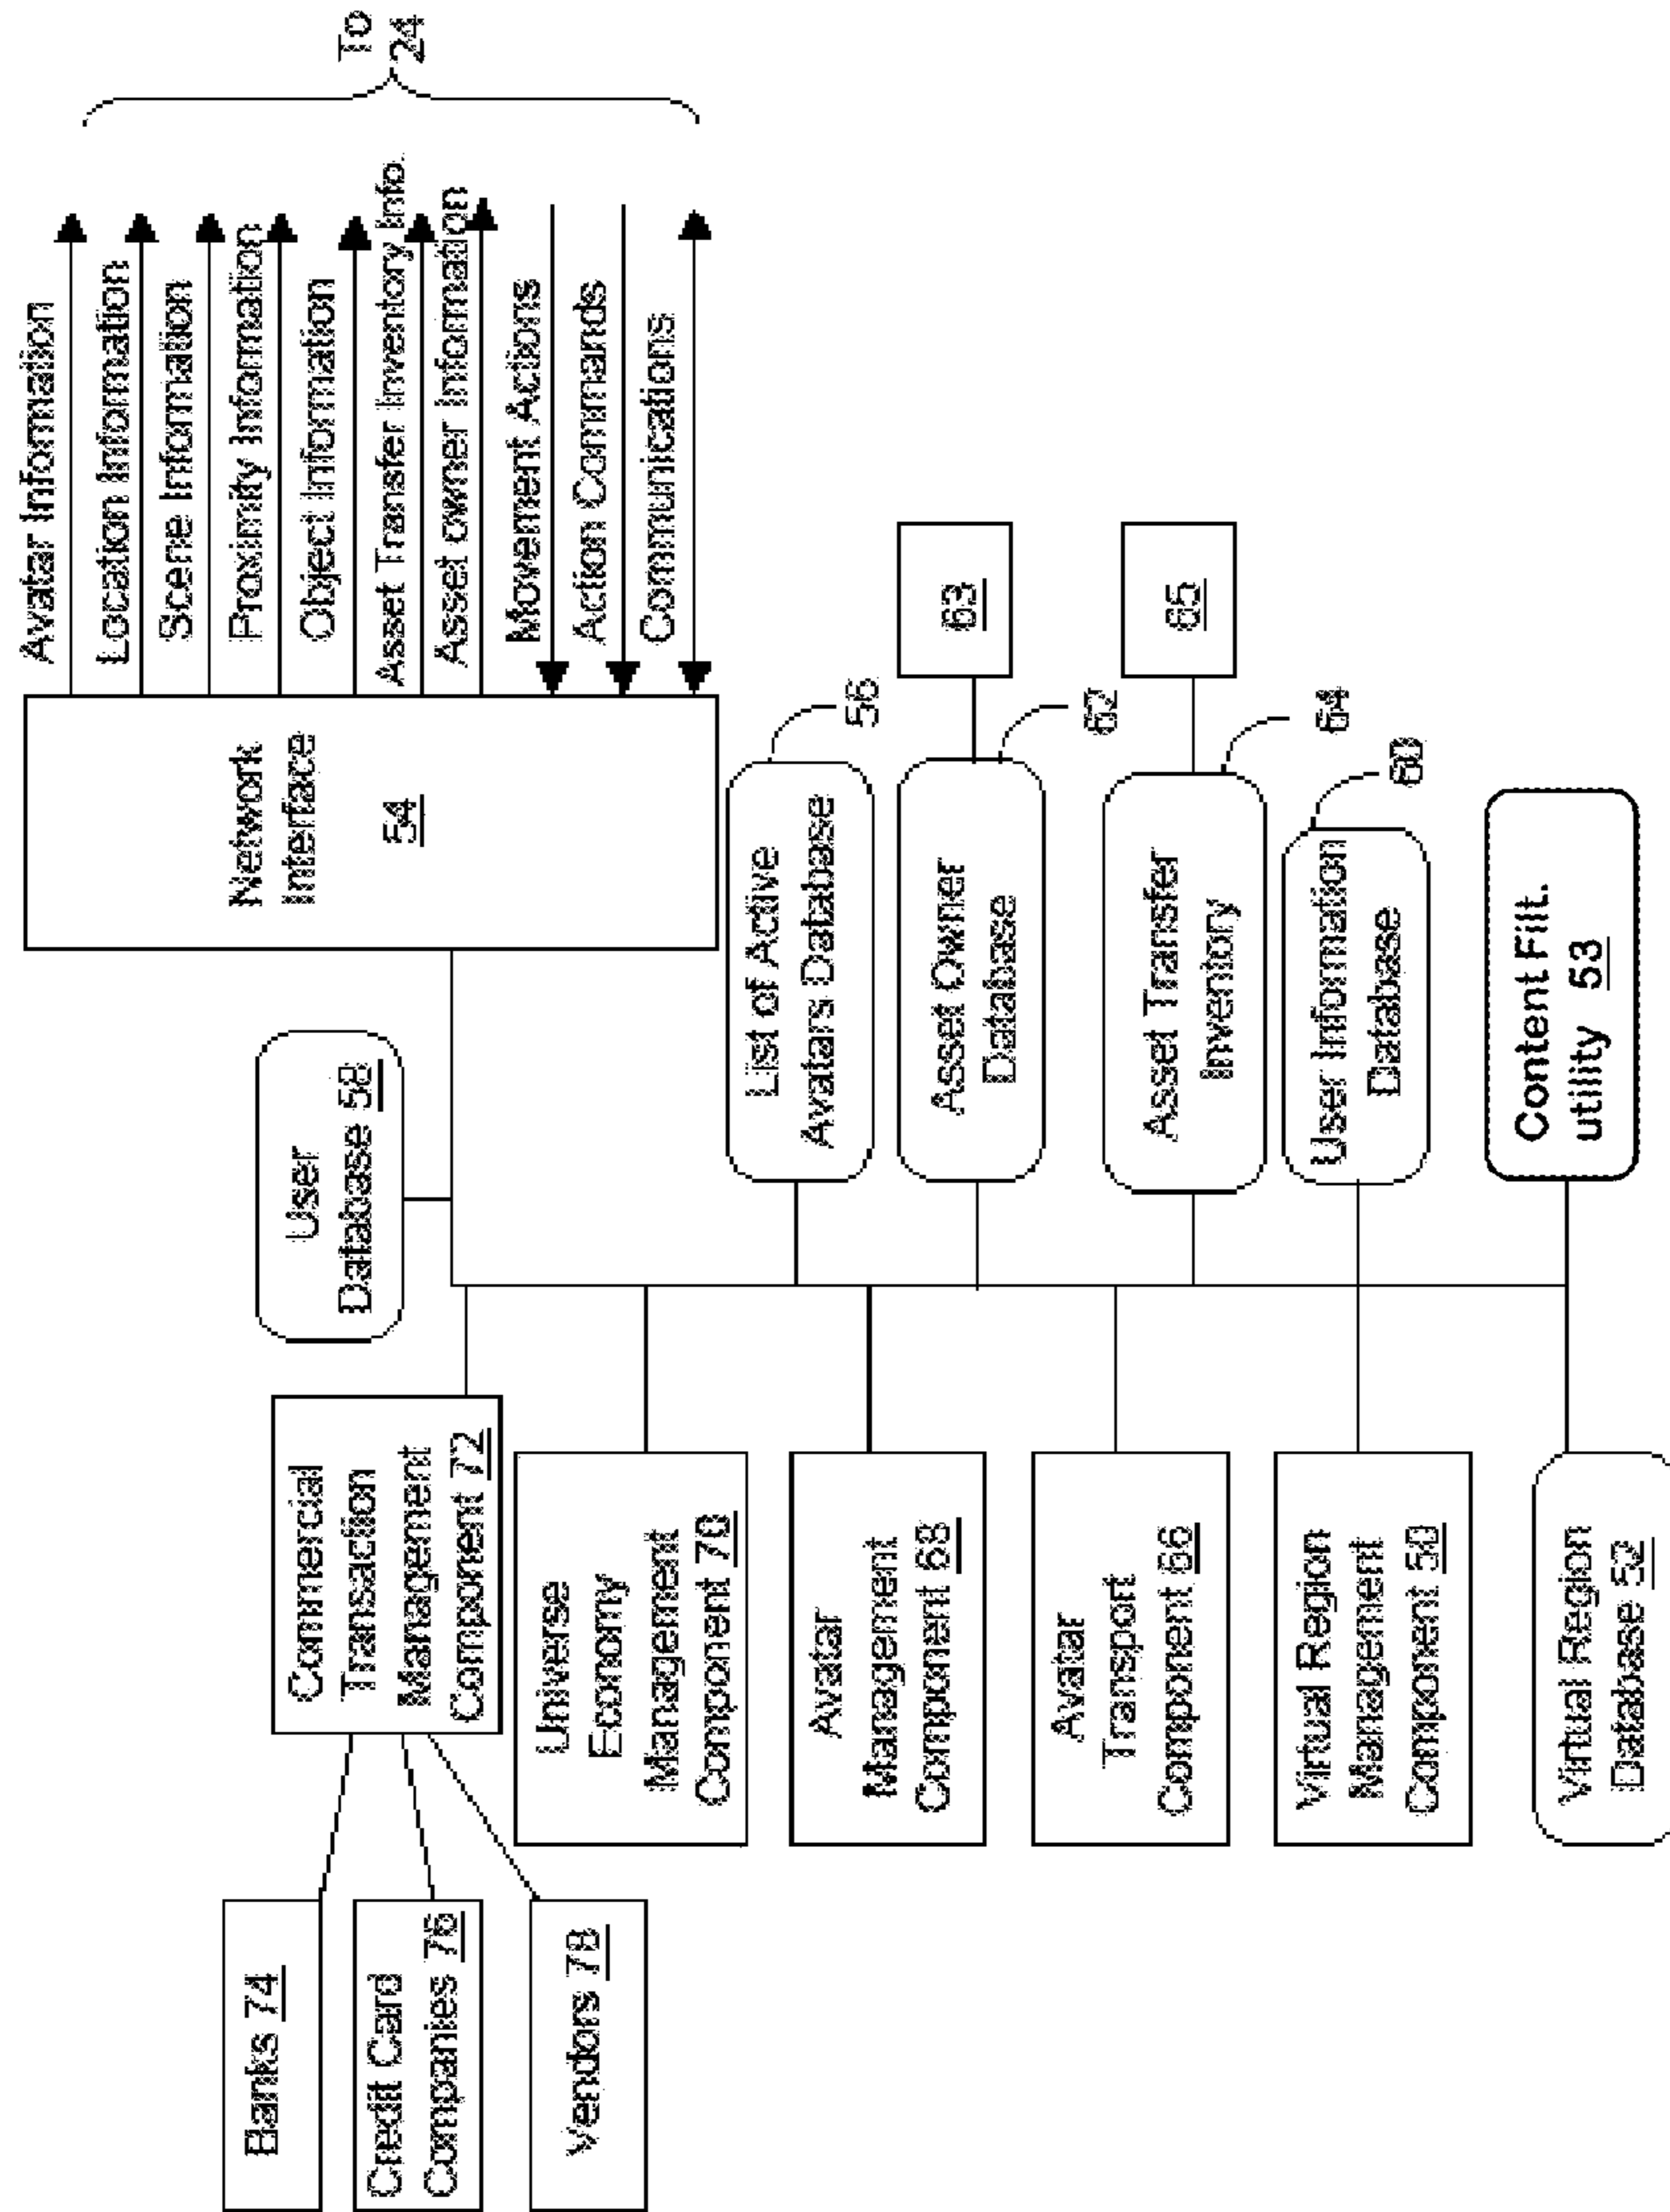 Banks 74
Credit Card
Companies 76
Vendors 78
Commercial
Transaction
Management
Component 72
Universe
Economy
Management
Component 70
Avatar
Management
Component 68
Avatar
Transport
Component 66
Virtual Region
Management
Component 50
Virtual Region
Database 52
User
Database 58
Network
Interface
54
List of Active
Avatars Database
56
Asset Owner
Database
62
63
Asset Transfer
Inventory
64
65
User Information
Database
60
Content Filt.
utility 53
Avatar Information
Location Information
Scene Information
Proximity Information
Object Information
Asset Transfer Inventory Info.
Asset owner Information
Movement Actions
Action Commands
Communications
To
24